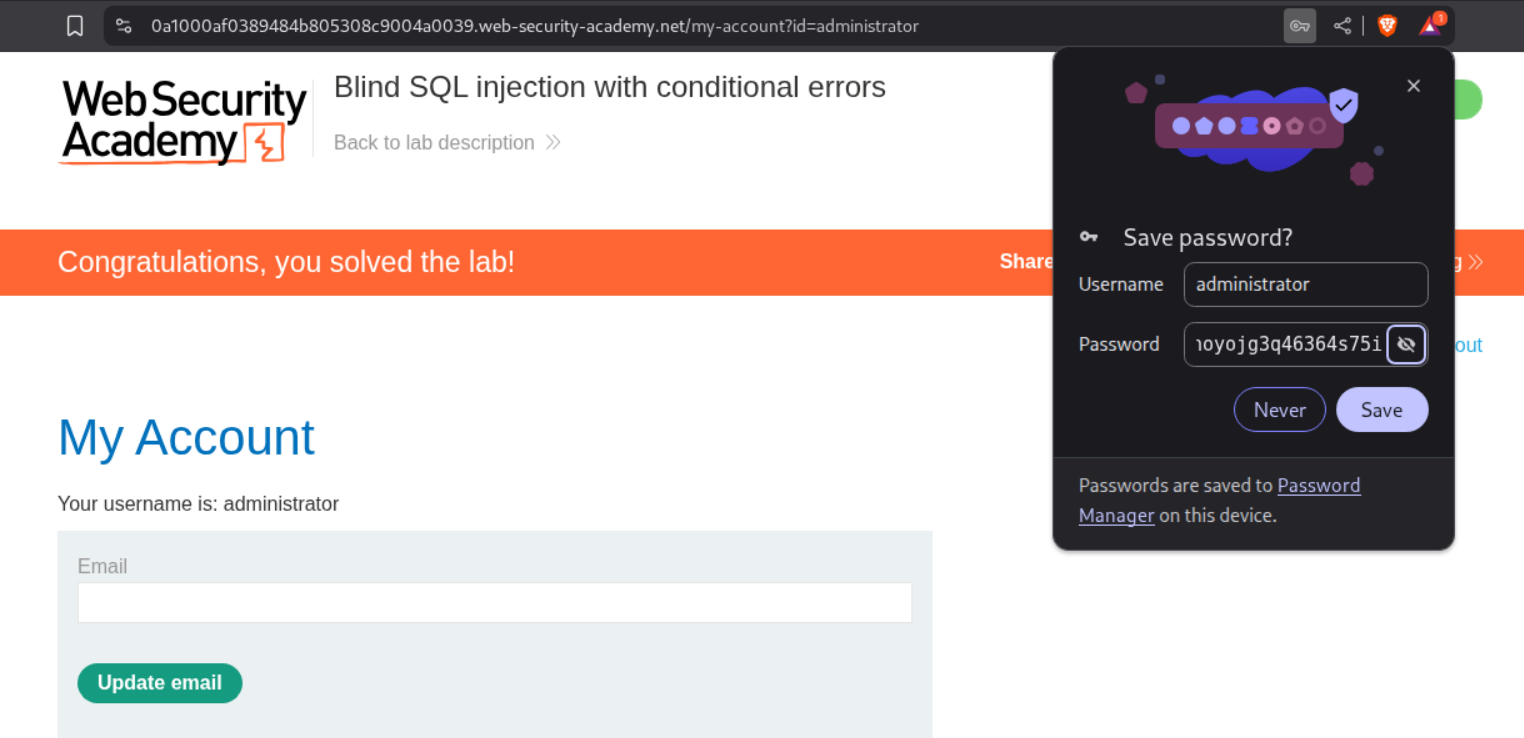 0a1000af0389484b805308c9004a0039.web-security-academy.net/my-account?id=administrator
1
Web Security
Academy
Blind SQL injection with conditional errors
Back to lab description
Congratulations, you solved the lab!
Share
My Account
Your username is: administrator
Email
Update email
Save password?
Username administrator
Password oyojg3q46364s75i
Never Save
Passwords are saved to Password
Manager on this device.
out